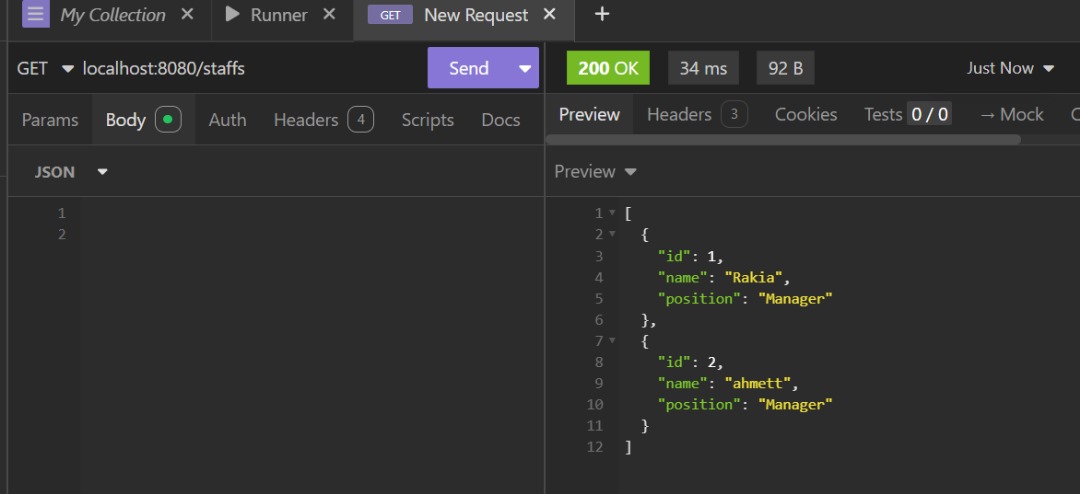 My Collection × Runner × GET New Request × +
GET localhost:8080/staffs Send
200 OK 34 ms 92 B Just Now
Params Body Auth Headers 4 Scripts Docs
Preview Headers 3 Cookies Tests 0 / 0 → Mock C
JSON
Preview
1
2
1 [
2 {
3 "id": 1,
4 "name": "Rakia",
5 "position": "Manager"
6 },
7 {
8 "id": 2,
9 "name": "ahmett",
10 "position": "Manager"
11 }
12 ]